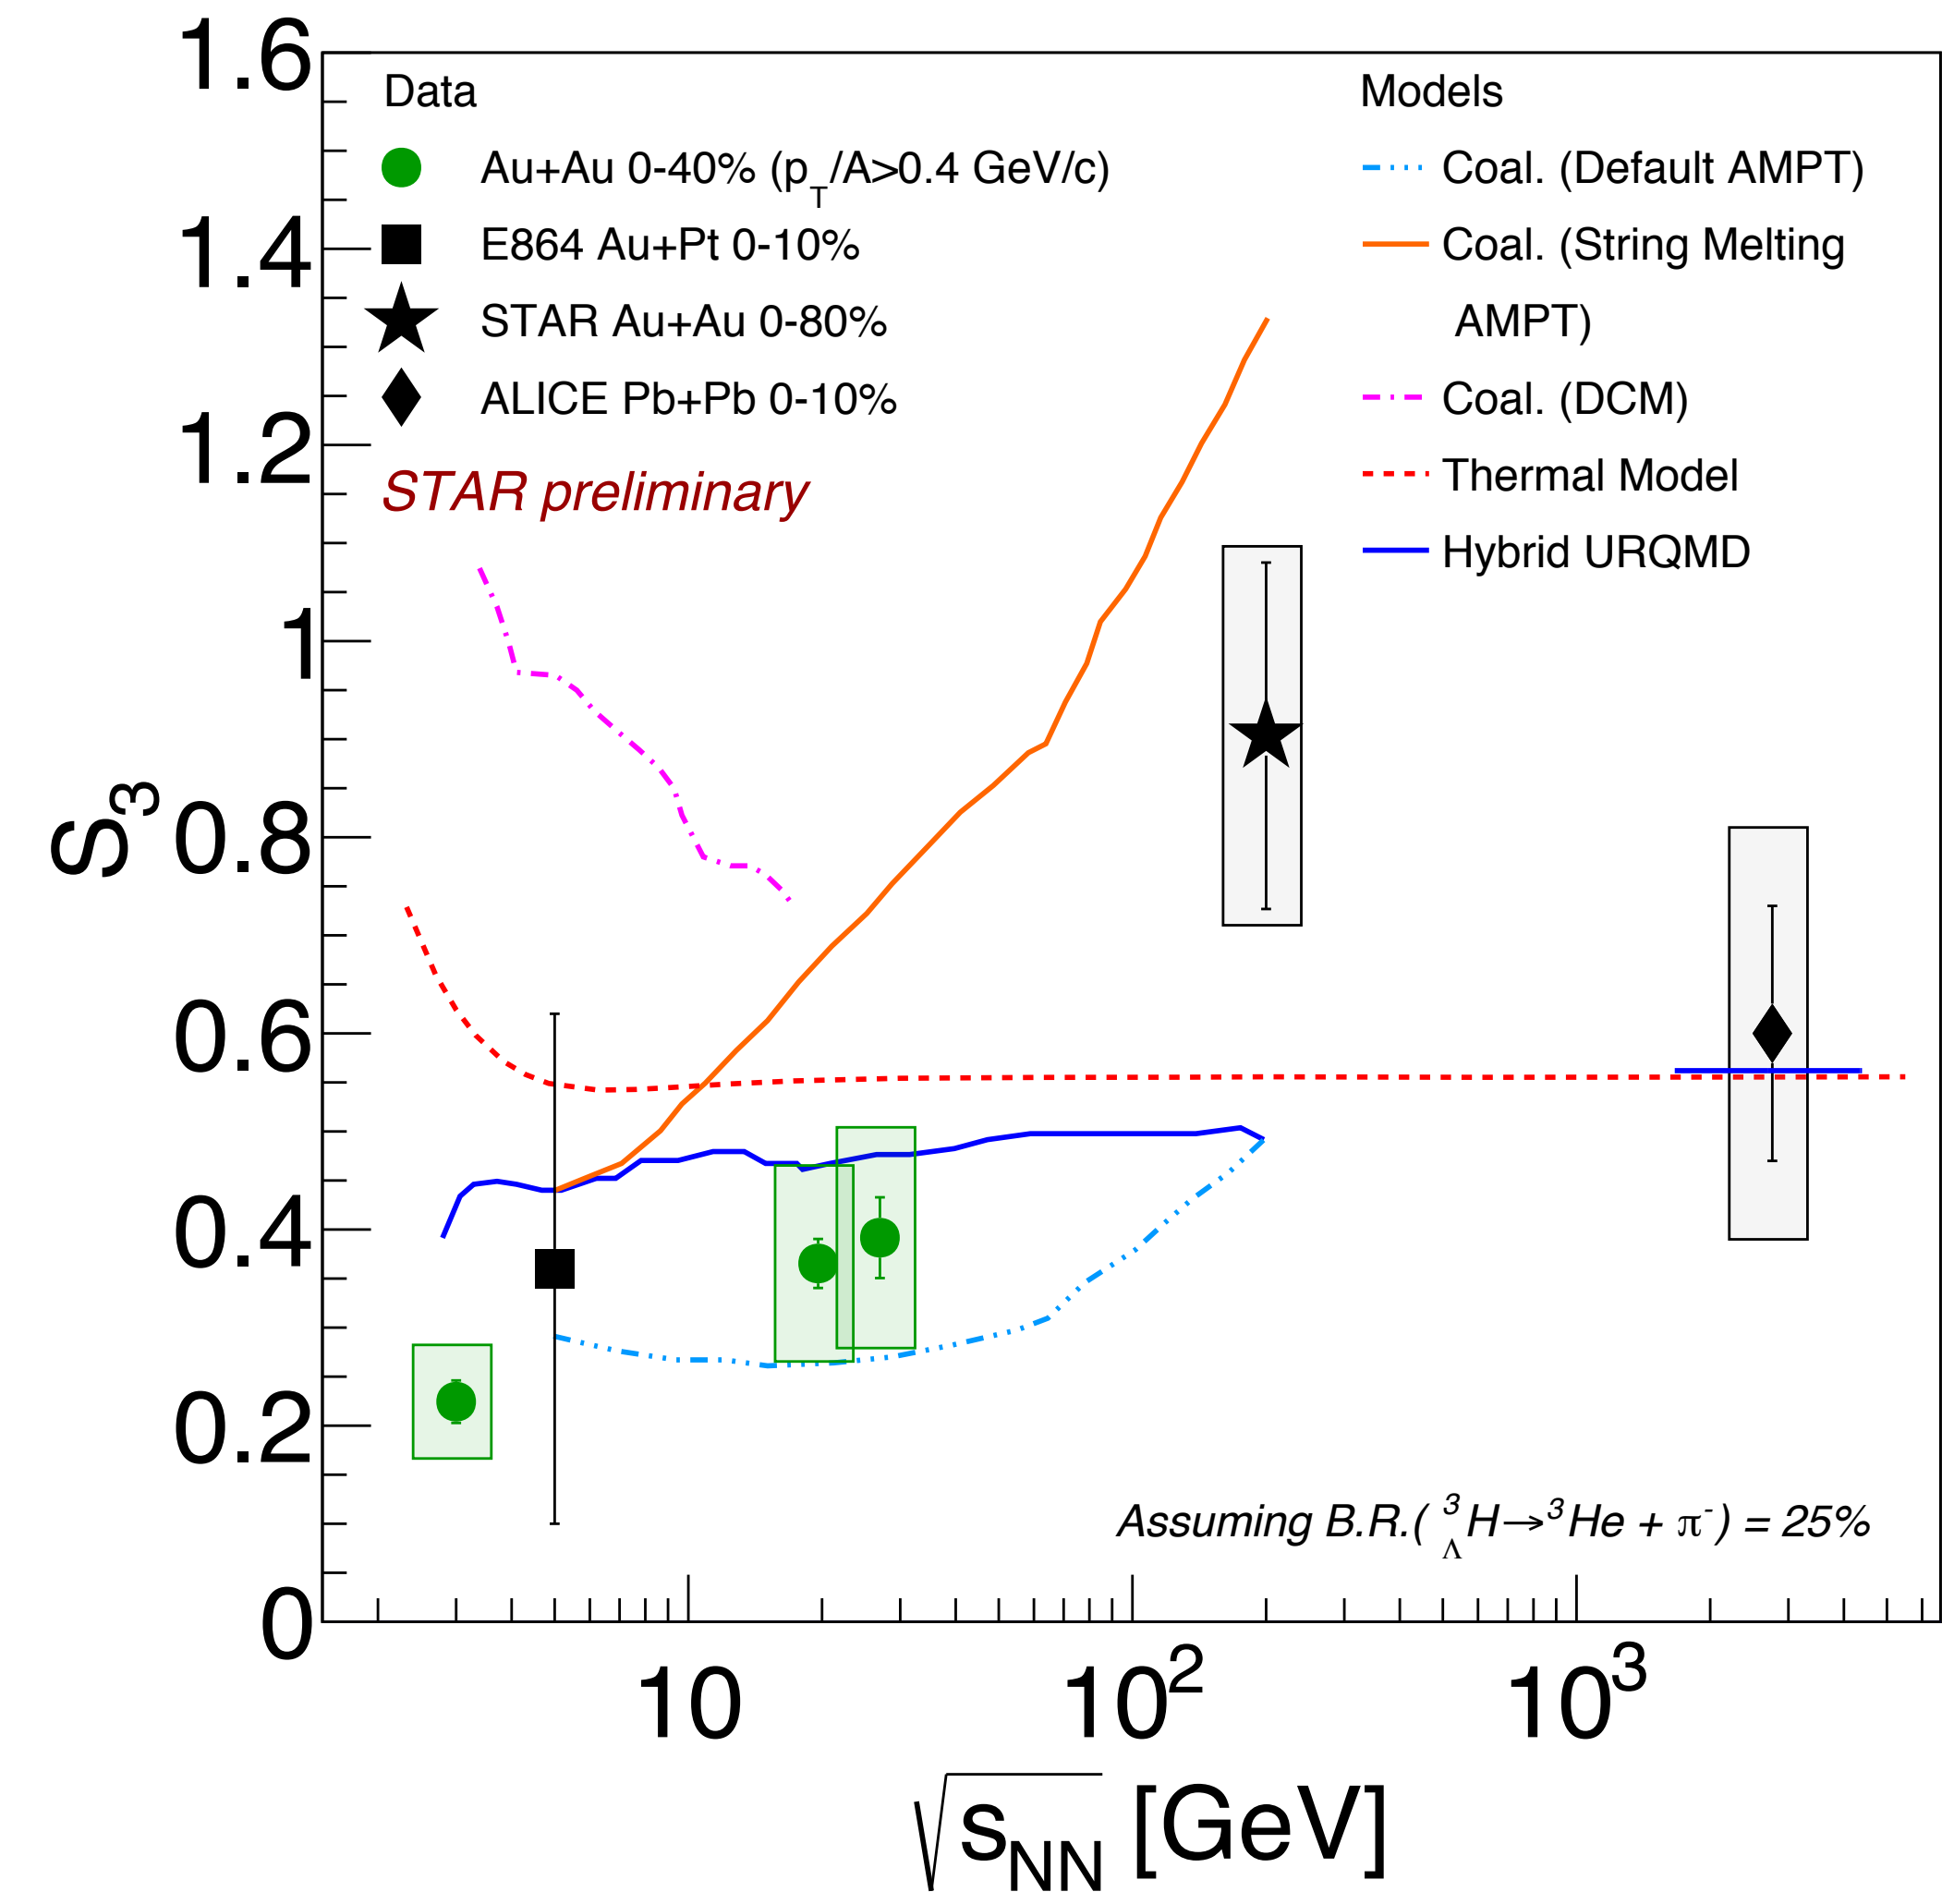 S3
1.6
1.4
1.2
1
0.8
0.6
0.4
0.2
0
Data
Au+Au 0-40% (pT/A>0.4 GeV/c)
E864 Au+Pt 0-10%
STAR Au+Au 0-80%
ALICE Pb+Pb 0-10%
STAR preliminary
Models
Coal. (Default AMPT)
Coal. (String Melting
AMPT)
Coal. (DCM)
Thermal Model
Hybrid URQMD
Assuming B.R.( ³ΛH→³He + π⁻) = 25%
10
10²
10³
√sNN [GeV]